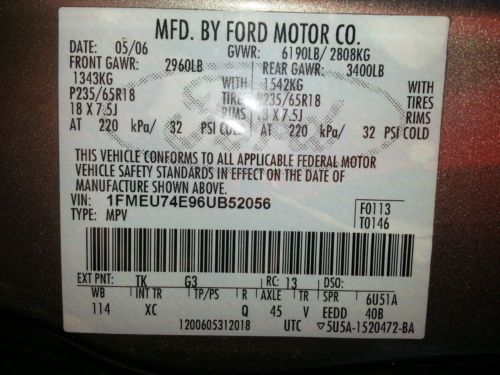 MFD. BY FORD MOTOR CO.
DATE: 05/06 GVWR: 6190LB/ 2808KG
FRONT GAWR: 2960LB REAR GAWR: 3400LB
1343KG WITH 1542KG WITH
P235/65R18 TIRES P235/65R18 TIRES
18 X 7.5J RIMS 18 X 7.5J RIMS
AT 220 kPa/ 32 PSI COLD AT 220 kPa/ 32 PSI COLD
THIS VEHICLE CONFORMS TO ALL APPLICABLE FEDERAL MOTOR
VEHICLE SAFETY STANDARDS IN EFFECT ON THE DATE OF
MANUFACTURE SHOWN ABOVE.
VIN: 1FMEU74E96UB52056 F0113
TYPE: MPV T0146
EXT PNT: TK G3 RC: 13 DSO:
WB INT TR TP/PS R AXLE TR SPR 6U51A
114 XC Q 45 V EEDD 40B
1200605312018 UTC ▽5U5A-1520472-BA